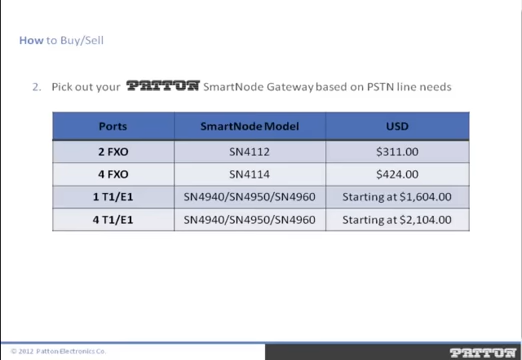 How to Buy/Sell
2. Pick out your PATTON SmartNode Gateway based on PSTN line needs
Ports SmartNode Model USD
2 FXO SN4112 $311.00
4 FXO SN4114 $424.00
1 T1/E1 SN4940/SN4950/SN4960 Starting at $1,604.00
4 T1/E1 SN4940/SN4950/SN4960 Starting at $2,104.00
© 2012 Patton Electronics Co. PATTON